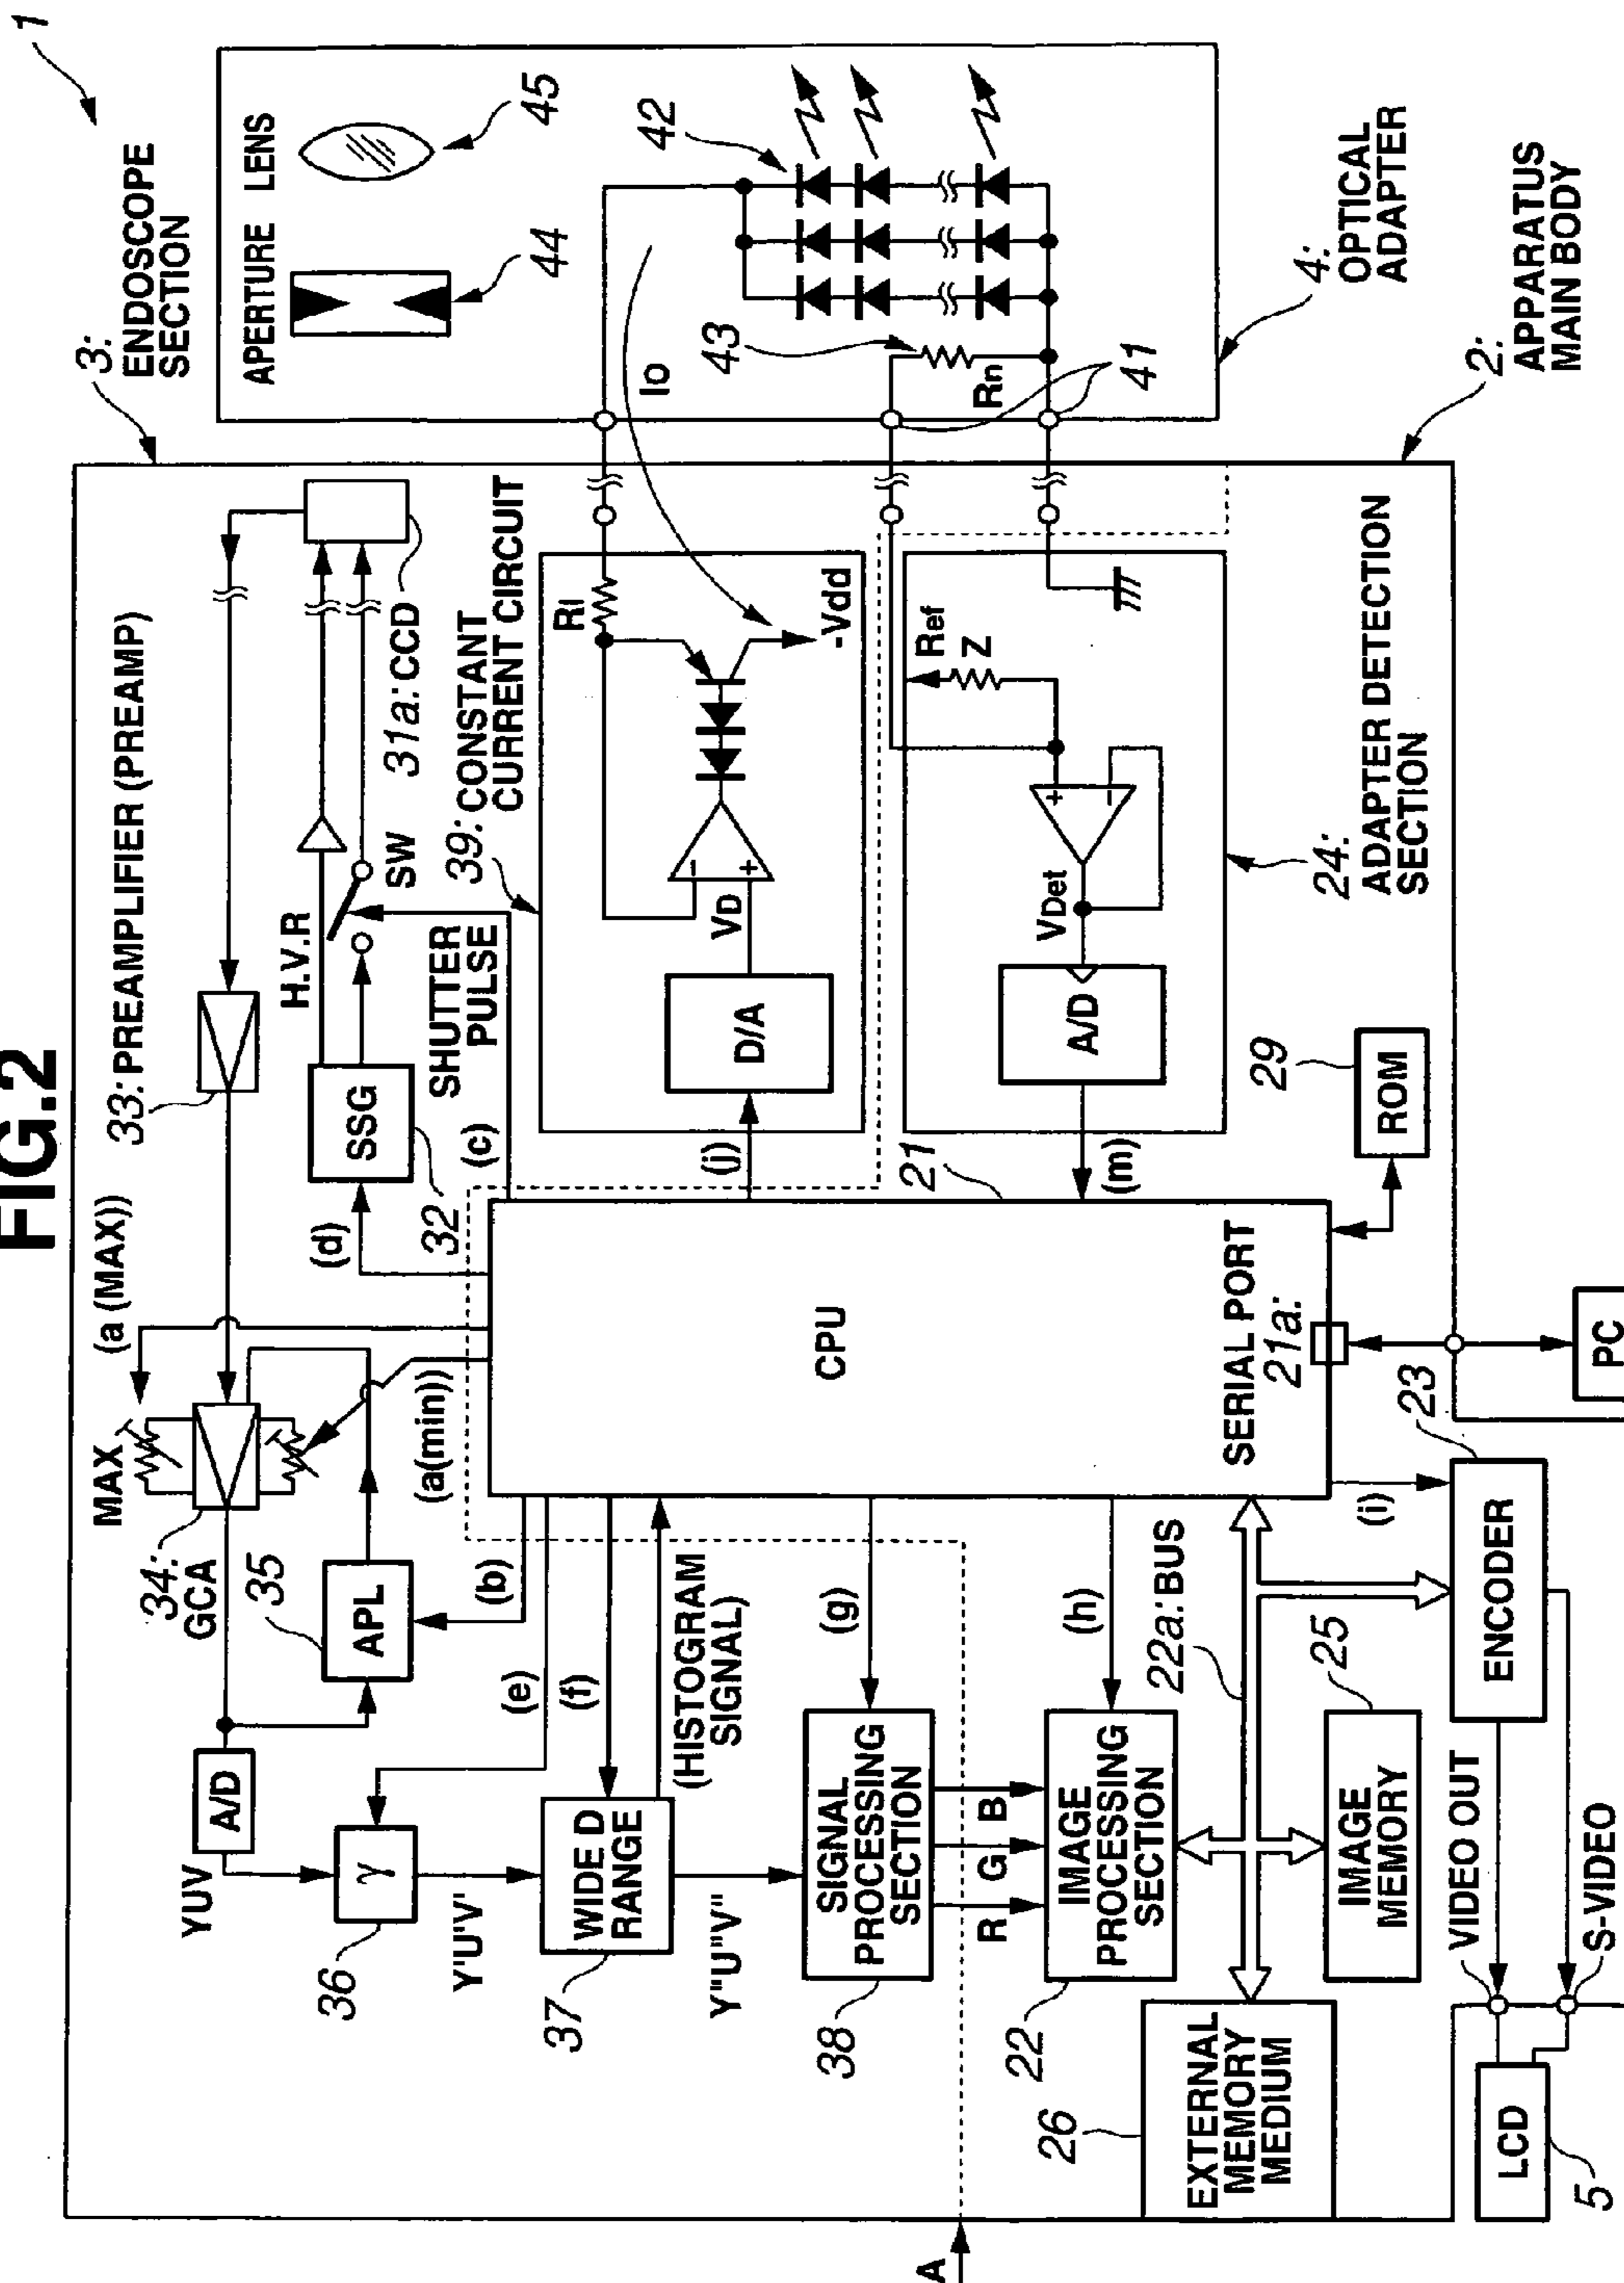 FIG.2
1
3:
ENDOSCOPE
SECTION
33: PREAMPLIFIER (PREAMP)
(a (MAX))
MAX
34:
GCA
35
APL
(a(min))
A/D
YUV
γ
36
Y'U'V'
WIDE D
RANGE
37
Y"U"V"
(b)
(e)
(f)
(HISTOGRAM
SIGNAL)
(d)
SSG
32
H.V.R
SW
SHUTTER
PULSE
(c)
31a: CCD
39: CONSTANT
CURRENT CIRCUIT
RI
-Vdd
VD
D/A
(j)
APERTURE
LENS
44
45
IO
42
43
Rn
41
4:
OPTICAL
ADAPTER
2:
APPARATUS
MAIN BODY
Ref
Z
VDet
A/D
(m)
24:
ADAPTER DETECTION
SECTION
CPU
21
SERIAL PORT
21a:
29
ROM
PC
(g)
SIGNAL
PROCESSING
SECTION
38
R
G
B
(h)
IMAGE
PROCESSING
SECTION
22
22a: BUS
(i)
23
ENCODER
25
IMAGE
MEMORY
EXTERNAL
MEMORY
MEDIUM
26
VIDEO OUT
S-VIDEO
LCD
5
A